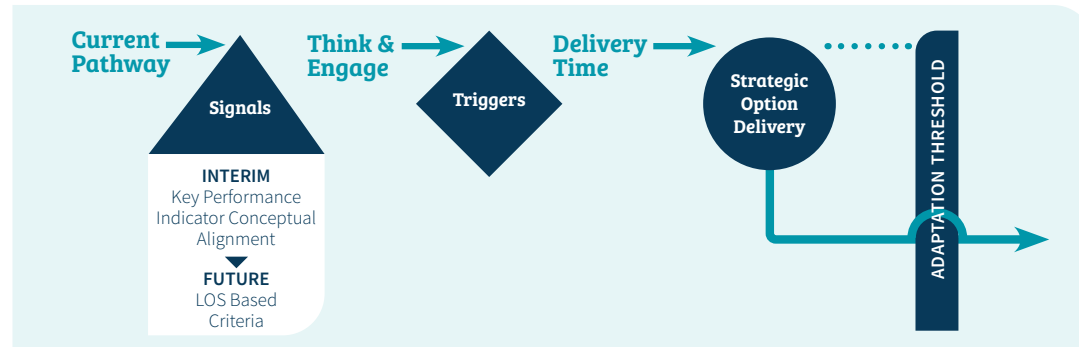 Current
Pathway
Signals
INTERIM
Key Performance
Indicator Conceptual
Alignment
FUTURE
LOS Based
Criteria
Think &
Engage
Triggers
Delivery
Time
Strategic
Option
Delivery
ADAPTATION THRESHOLD